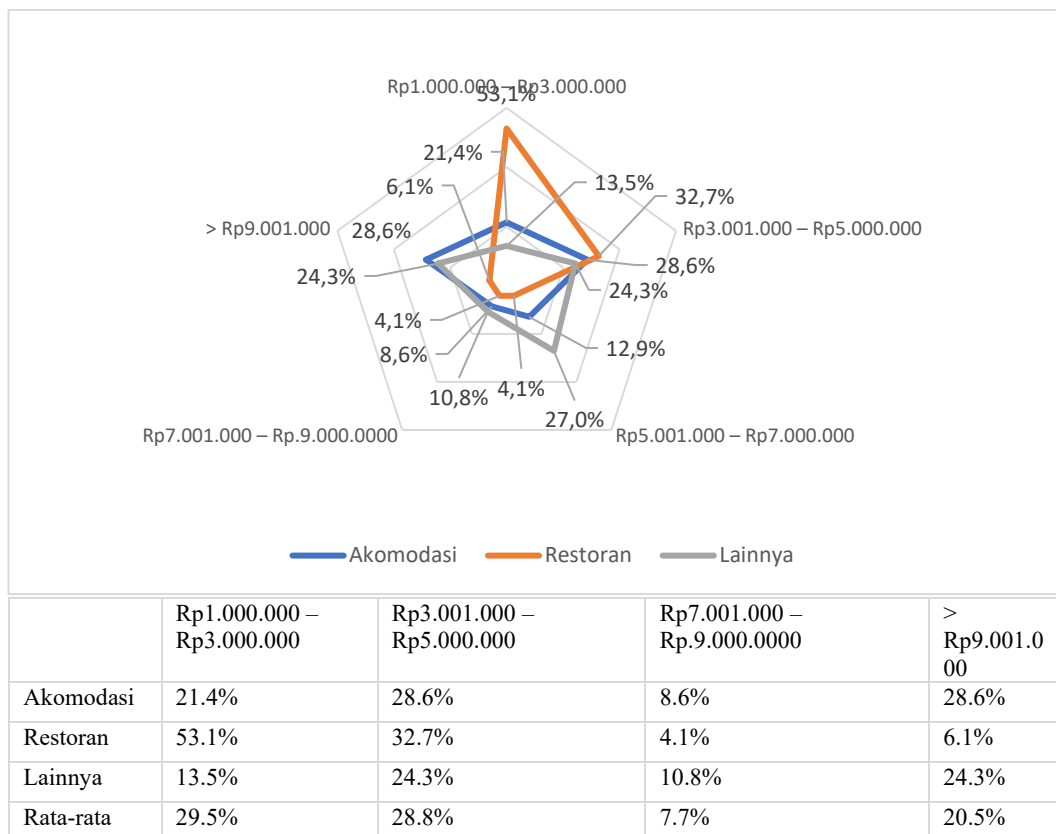 Rp1.000.000 – Rp3.000.000
53,1%
21,4%
13,5%
6,1%
32,7%
> Rp9.001.000
28,6%
Rp3.001.000 – Rp5.000.000
28,6%
24,3%
24,3%
4,1%
12,9%
8,6%
10,8%
4,1%
27,0%
Rp7.001.000 – Rp.9.000.0000
Rp5.001.000 – Rp7.000.000
Akomodasi Restoran Lainnya
Rp1.000.000 – Rp3.001.000 – Rp7.001.000 – >
Rp3.000.000 Rp5.000.000 Rp.9.000.0000 Rp9.001.0
00
Akomodasi 21.4% 28.6% 8.6% 28.6%
Restoran 53.1% 32.7% 4.1% 6.1%
Lainnya 13.5% 24.3% 10.8% 24.3%
Rata-rata 29.5% 28.8% 7.7% 20.5%